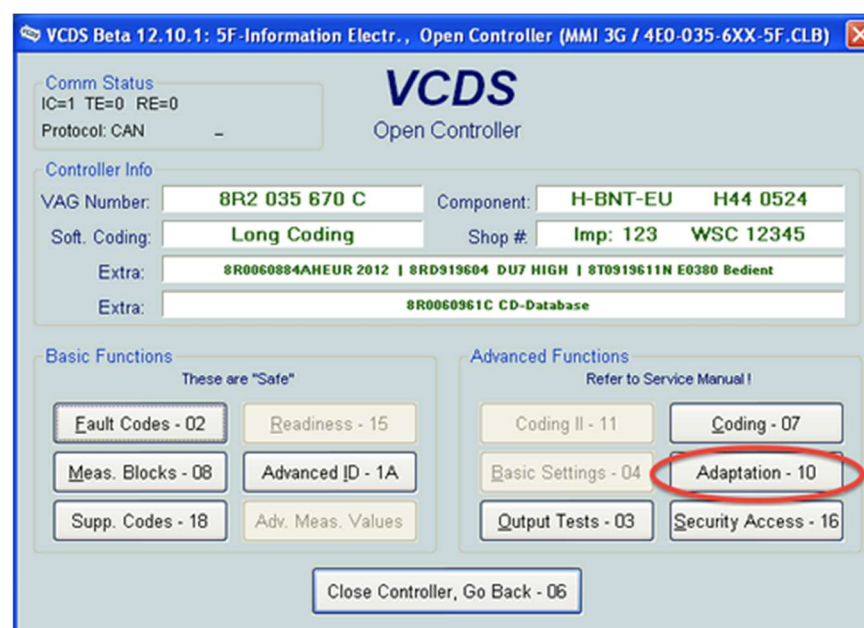 VCDS Beta 12.10.1: 5F-Information Electr., Open Controller (MMI 3G / 4E0-035-6XX-5F.CLB)
Comm Status
IC=1 TE=0 RE=0
Protocol: CAN –
VCDS
Open Controller
Controller Info
VAG Number: 8R2 035 670 C Component: H-BNT-EU H44 0524
Soft. Coding: Long Coding Shop #: Imp: 123 WSC 12345
Extra: 8R0060884AHEUR 2012 | 8RD919604 DU7 HIGH | 8T0919611N E0380 Bedient
Extra: 8R0060961C CD-Database
Basic Functions
These are "Safe"
Fault Codes - 02 Readiness - 15
Meas. Blocks - 08 Advanced ID - 1A
Supp. Codes - 18 Adv. Meas. Values
Advanced Functions
Refer to Service Manual !
Coding II - 11 Coding - 07
Basic Settings - 04 Adaptation - 10
Output Tests - 03 Security Access - 16
Close Controller, Go Back - 06